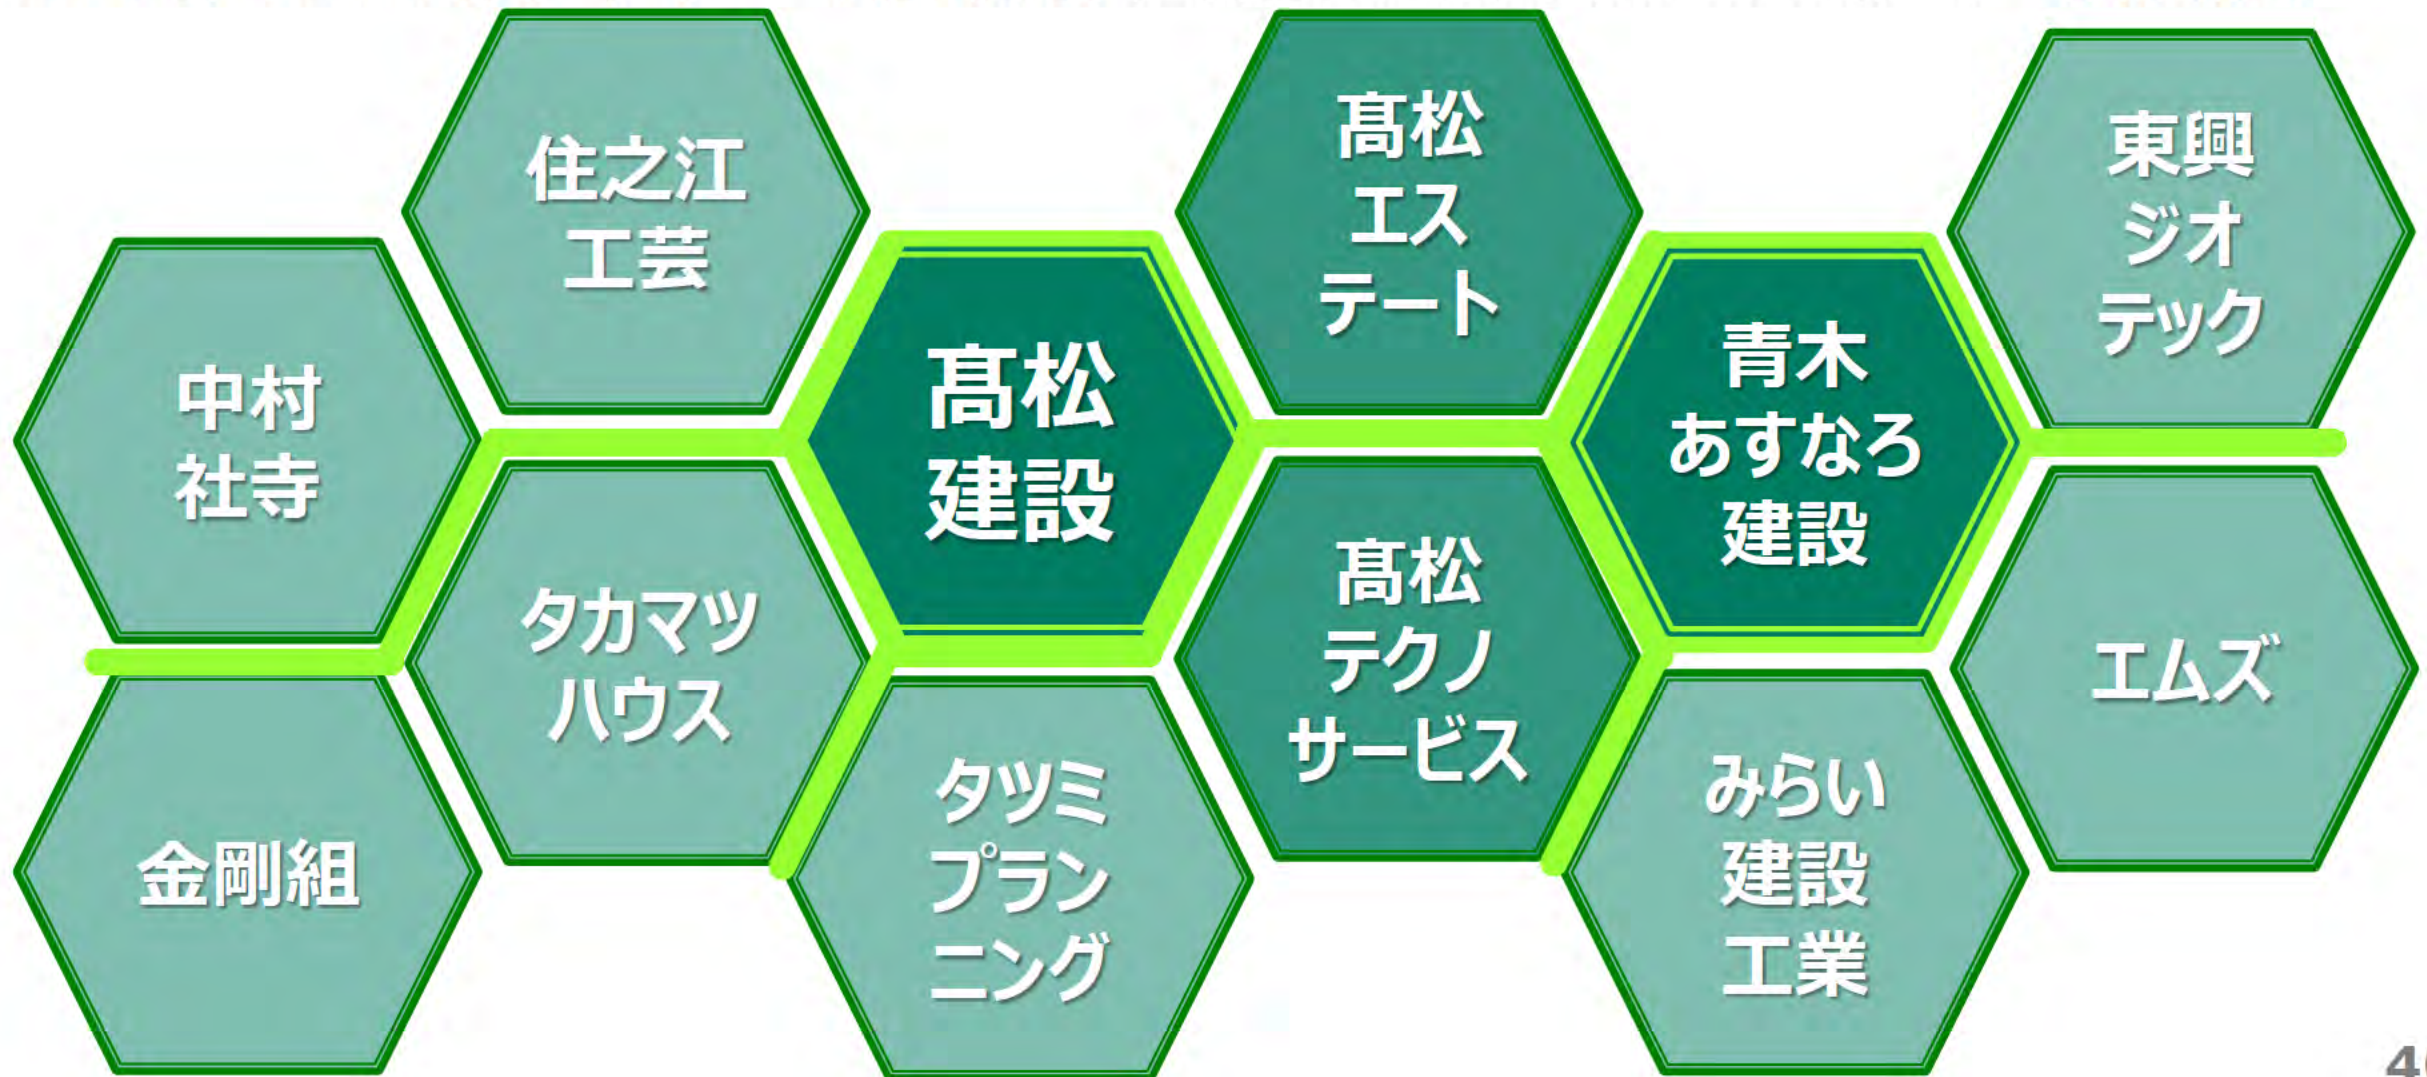 住之江
工芸
髙松
エス
テート
東興
ジオ
テック
中村
社寺
髙松
建設
青木
あすなろ
建設
タカマツ
ハウス
髙松
テクノ
サービス
エムズ
金剛組
タツミ
プラン
ニング
みらい
建設
工業